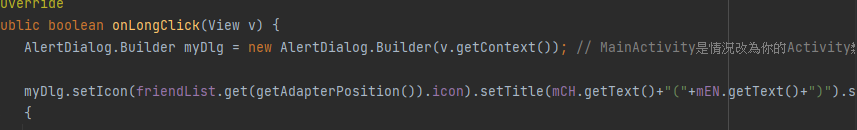 Override
ublic boolean onLongClick(View v) {
AlertDialog.Builder myDlg = new AlertDialog.Builder(v.getContext()); // MainActivity是情況改為你的Activity
myDlg.setIcon(friendList.get(getAdapterPosition()).icon).setTitle(mCH.getText()+"("+mEN.getText()+")").s
{